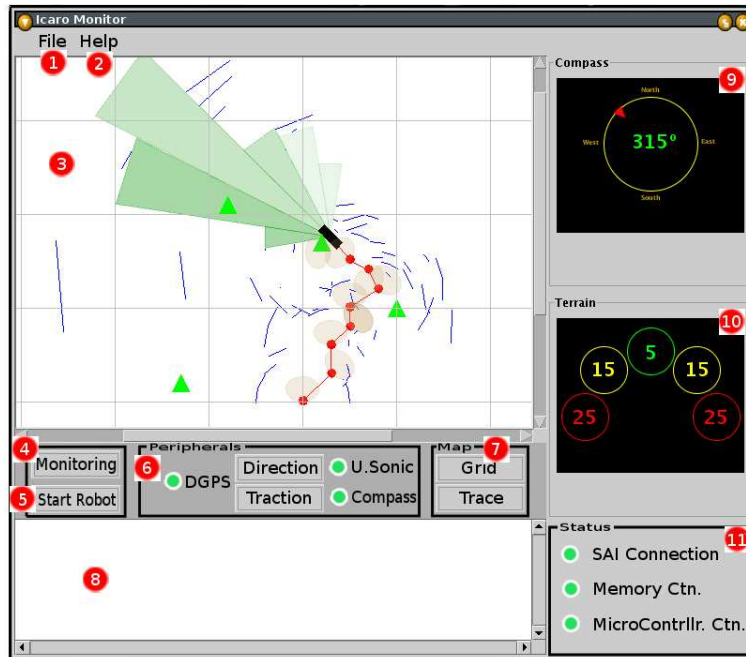 Icaro Monitor
File Help
1
2
3
Compass
9
North
West
315°
East
South
Terrain
10
5
15
15
25
25
4
Monitoring
5
Start Robot
Peripherals
6
DGPS
Direction
Traction
U.Sonic
Compass
Map
7
Grid
Trace
8
Status
11
SAI Connection
Memory Ctn.
MicroContrllr. Ctn.